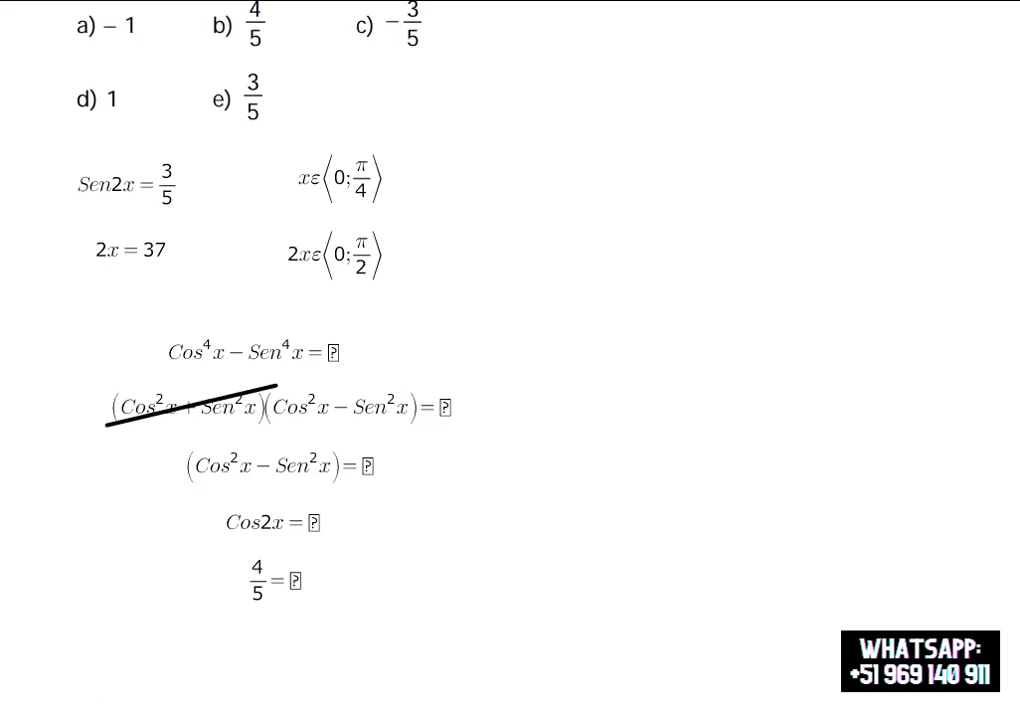 a) – 1 b) 4/5 c) −3/5
d) 1 e) 3/5
Sen2x = 3/5 xε⟨0;π/4⟩
2x = 37 2xε⟨0;π/2⟩
Cos⁴x − Sen⁴x = ?
(Cos²x + Sen²x)(Cos²x − Sen²x) = ?
(Cos²x − Sen²x) = ?
Cos2x = ?
4/5 = ?
WHATSAPP:
+51 969 140 911